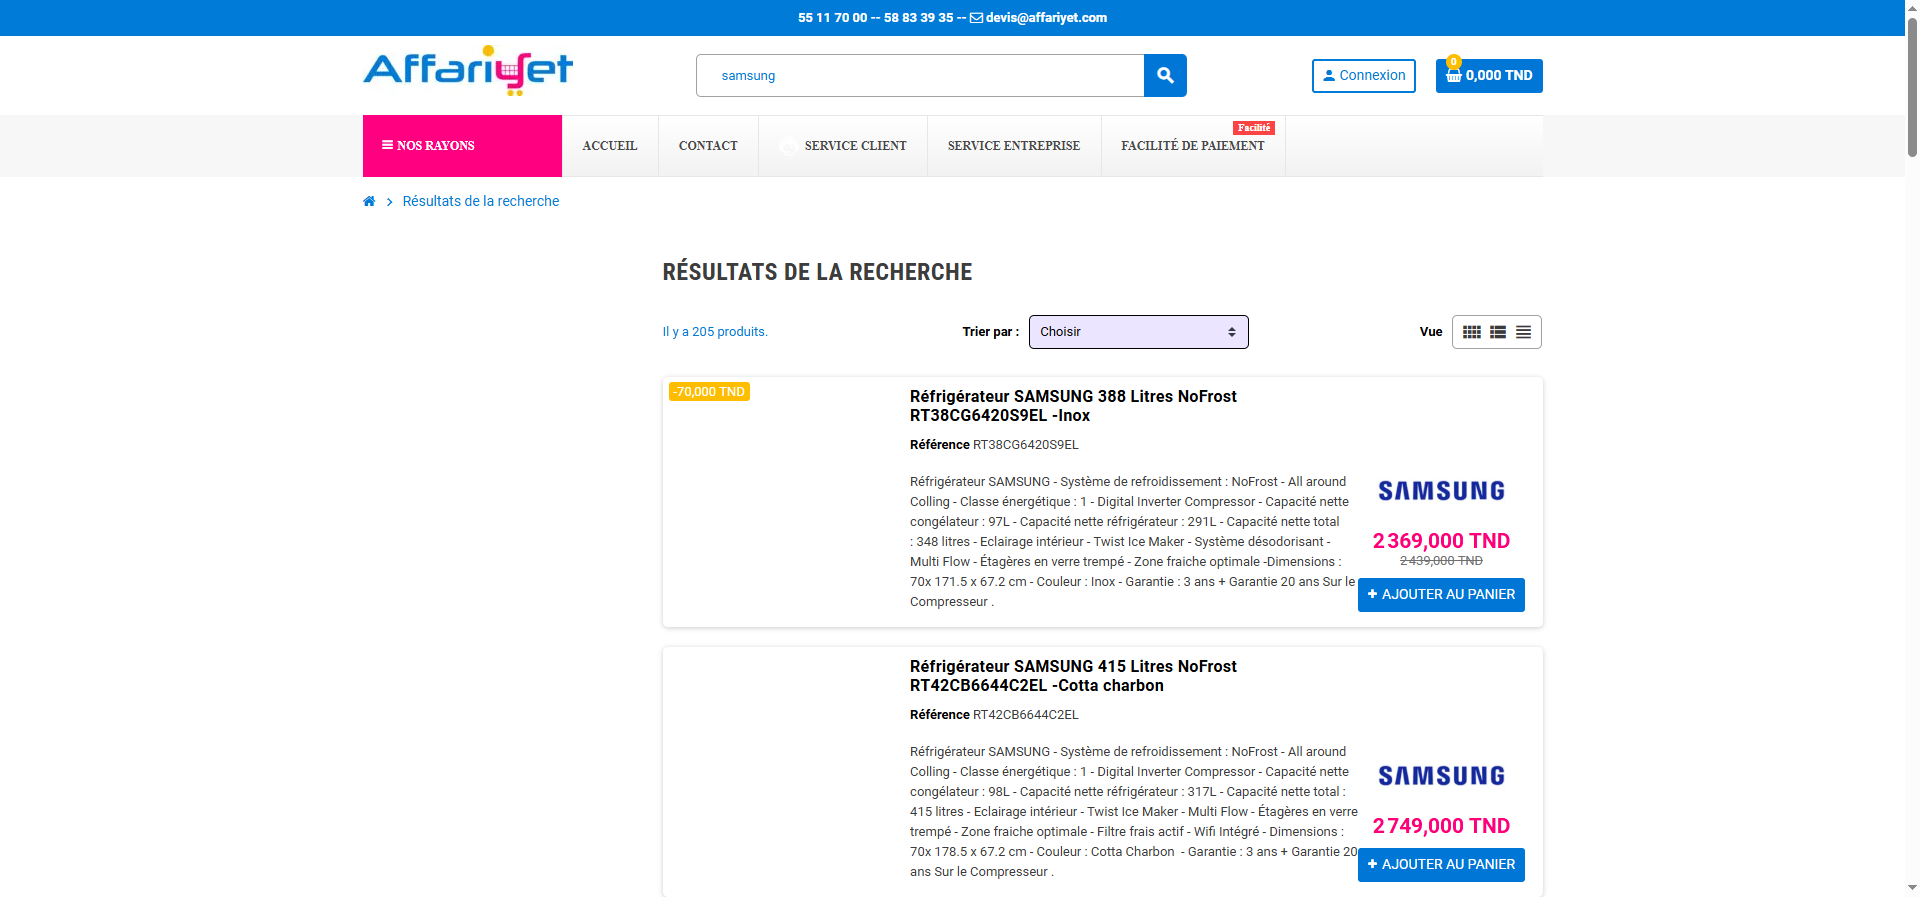 55 11 70 00 -- 58 83 39 35 -- devis@affariyet.com
Affariyet
samsung
Connexion
0
0,000 TND
NOS RAYONS
ACCUEIL
CONTACT
SERVICE CLIENT
SERVICE ENTREPRISE
Facilité
FACILITÉ DE PAIEMENT
Résultats de la recherche
RÉSULTATS DE LA RECHERCHE
Il y a 205 produits.
Trier par :
Choisir
Vue
-70,000 TND
Réfrigérateur SAMSUNG 388 Litres NoFrost
RT38CG6420S9EL -Inox
Référence RT38CG6420S9EL
Réfrigérateur SAMSUNG - Système de refroidissement : NoFrost - All around
Colling - Classe énergétique : 1 - Digital Inverter Compressor - Capacité nette
congélateur : 97L - Capacité nette réfrigérateur : 291L - Capacité nette total
: 348 litres - Eclairage intérieur - Twist Ice Maker - Système désodorisant -
Multi Flow - Étagères en verre trempé - Zone fraiche optimale -Dimensions :
70x 171.5 x 67.2 cm - Couleur : Inox - Garantie : 3 ans + Garantie 20 ans Sur le
Compresseur .
SAMSUNG
2 369,000 TND
2 439,000 TND
AJOUTER AU PANIER
Réfrigérateur SAMSUNG 415 Litres NoFrost
RT42CB6644C2EL -Cotta charbon
Référence RT42CB6644C2EL
Réfrigérateur SAMSUNG - Système de refroidissement : NoFrost - All around
Colling - Classe énergétique : 1 - Digital Inverter Compressor - Capacité nette
congélateur : 98L - Capacité nette réfrigérateur : 317L - Capacité nette total :
415 litres - Eclairage intérieur - Twist Ice Maker - Multi Flow - Étagères en verre
trempé - Zone fraiche optimale - Filtre frais actif - Wifi Intégré - Dimensions :
70x 178.5 x 67.2 cm - Couleur : Cotta Charbon - Garantie : 3 ans + Garantie 20
ans Sur le Compresseur .
SAMSUNG
2 749,000 TND
AJOUTER AU PANIER